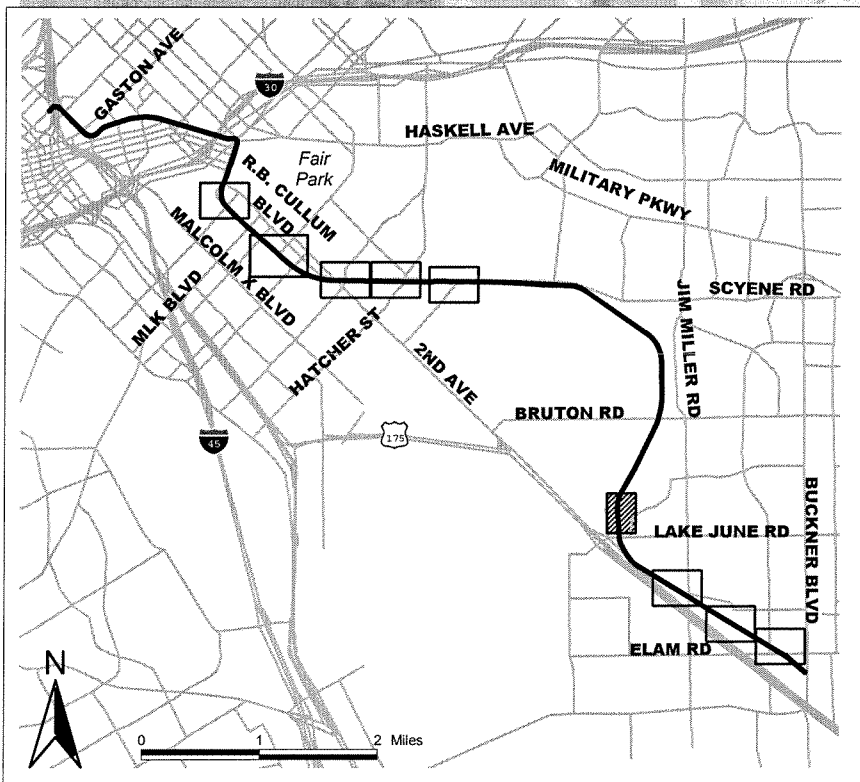 GASTON AVE
30
HASKELL AVE
Fair
Park
R.B. CULLUM
BLVD
MILITARY PKWY
MALCOLM X BLVD
MLK BLVD
JIM MILLER RD
SCYENE RD
HATCHER ST
2ND AVE
BRUTON RD
175
45
BUCKNER BLVD
LAKE JUNE RD
ELAM RD
N
0 1 2 Miles